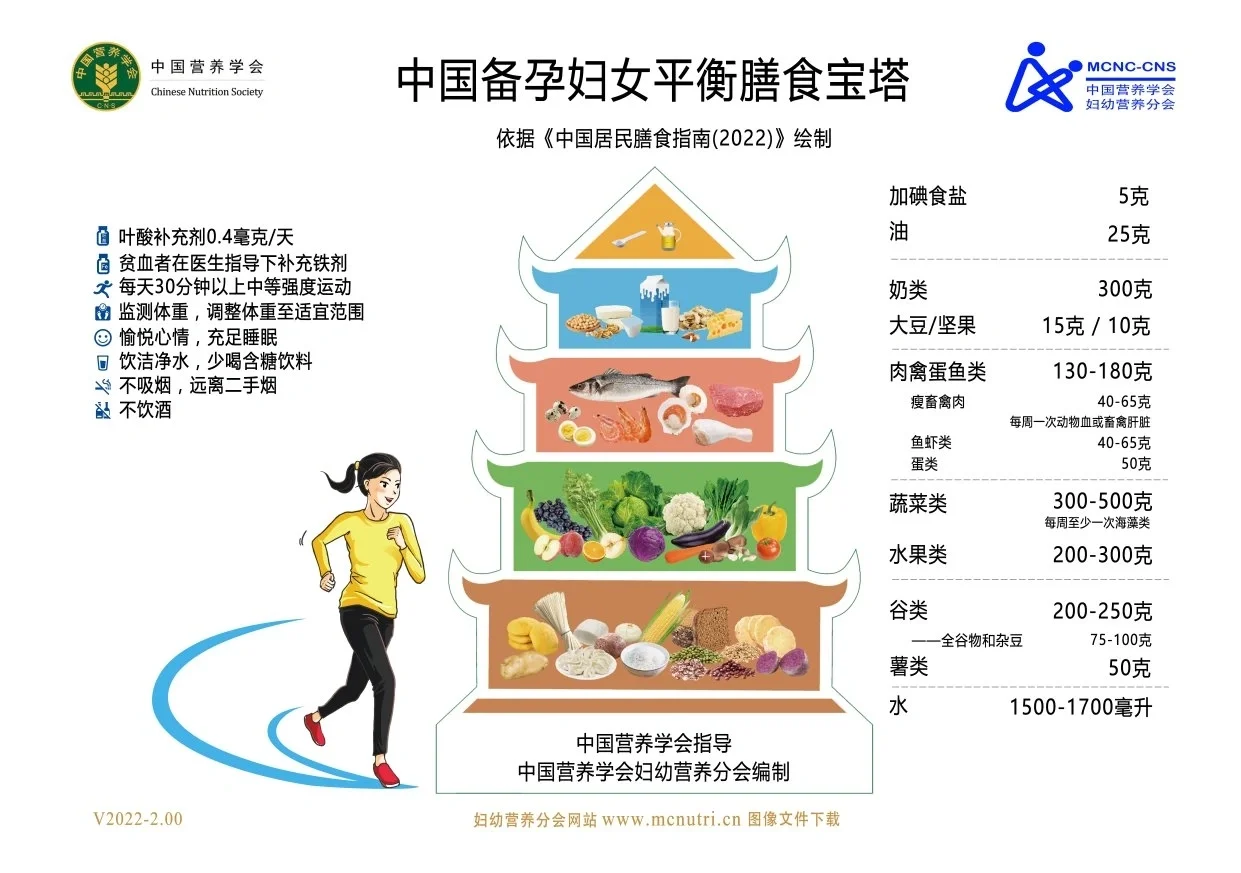 中国营养学会
中国营养学会
Chinese Nutrition Society
CNS
中国备孕妇女平衡膳食宝塔
依据《中国居民膳食指南(2022)》绘制
MCNC-CNS
中国营养学会
妇幼营养分会
叶酸补充剂0.4毫克/天
贫血者在医生指导下补充铁剂
每天30分钟以上中等强度运动
监测体重，调整体重至适宜范围
愉悦心情，充足睡眠
饮洁净水，少喝含糖饮料
不吸烟，远离二手烟
不饮酒
加碘食盐 5克
油 25克
奶类 300克
大豆/坚果 15克 / 10克
肉禽蛋鱼类 130-180克
瘦畜禽肉 40-65克
每周一次动物血或畜禽肝脏
鱼虾类 40-65克
蛋类 50克
蔬菜类 300-500克
每周至少一次海藻类
水果类 200-300克
谷类 200-250克
——全谷物和杂豆 75-100克
薯类 50克
水 1500-1700毫升
中国营养学会指导
中国营养学会妇幼营养分会编制
V2022-2.00
妇幼营养分会网站 www.mcnutri.cn 图像文件下载